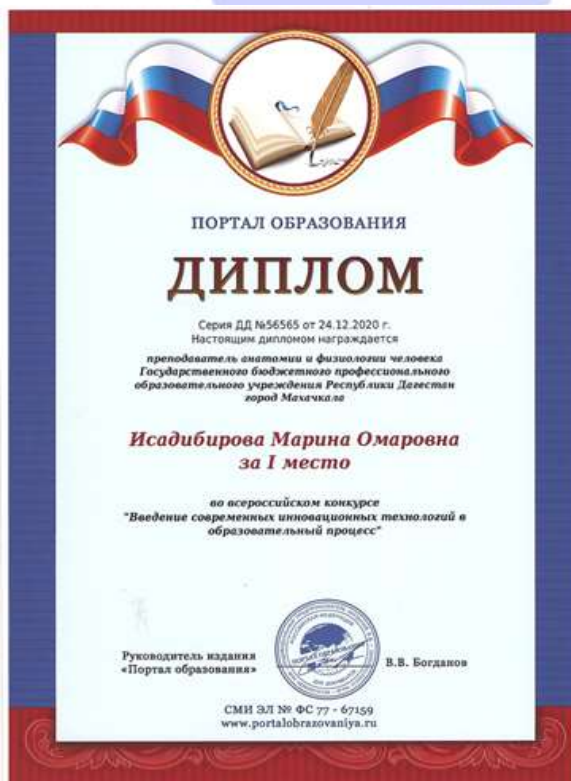 ПОРТАЛ ОБРАЗОВАНИЯ
ДИПЛОМ
Серия ДД №56565 от 24.12.2020 г.
Настоящим дипломом награждается
преподаватель анатомии и физиологии человека
Государственного бюджетного профессионального
образовательного учреждения Республики Дагестан
город Махачкала
Исадибирова Марина Омаровна
за I место
во всероссийском конкурсе
"Введение современных инновационных технологий в
образовательный процесс"
Руководитель издания
«Портал образования»
ПОРТАЛ ОБРАЗОВАНИЯ
В.В. Богданов
СМИ ЭЛ № ФС 77 - 67159
www.portalobrazovaniya.ru